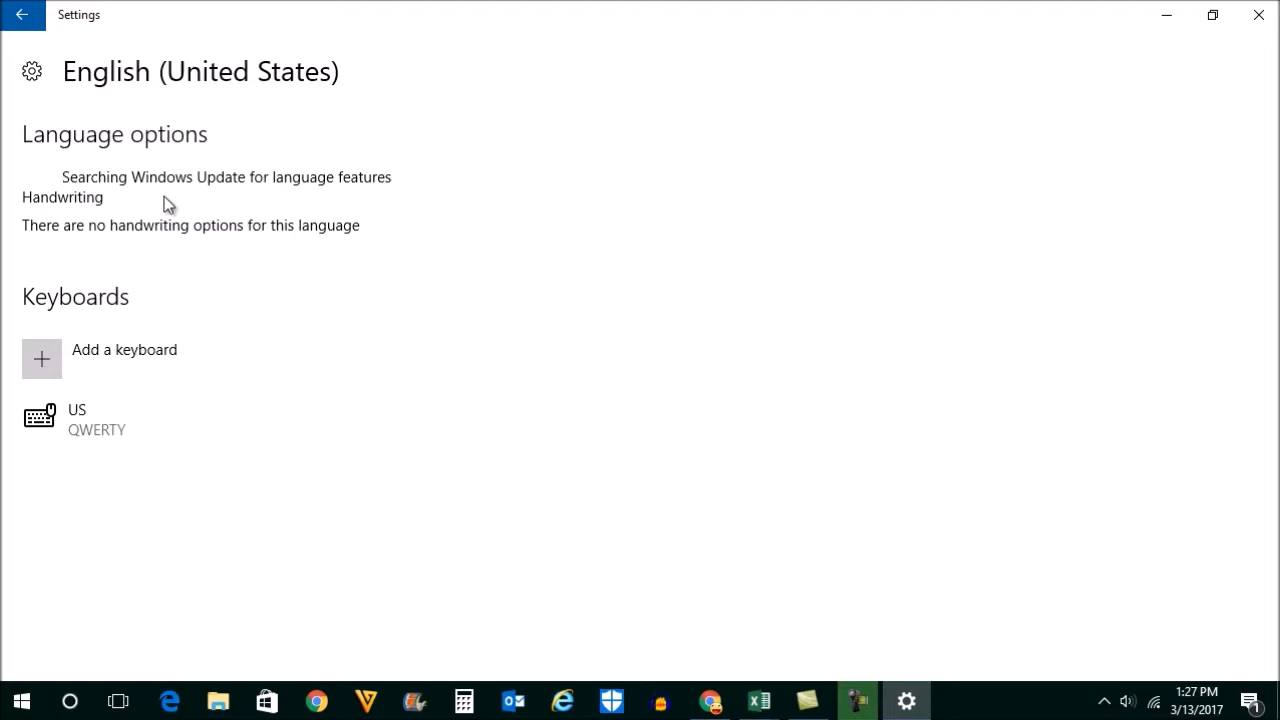 Settings
English (United States)
Language options
Searching Windows Update for language features
Handwriting
There are no handwriting options for this language
Keyboards
Add a keyboard
US
QWERTY
1:27 PM
3/13/2017
1